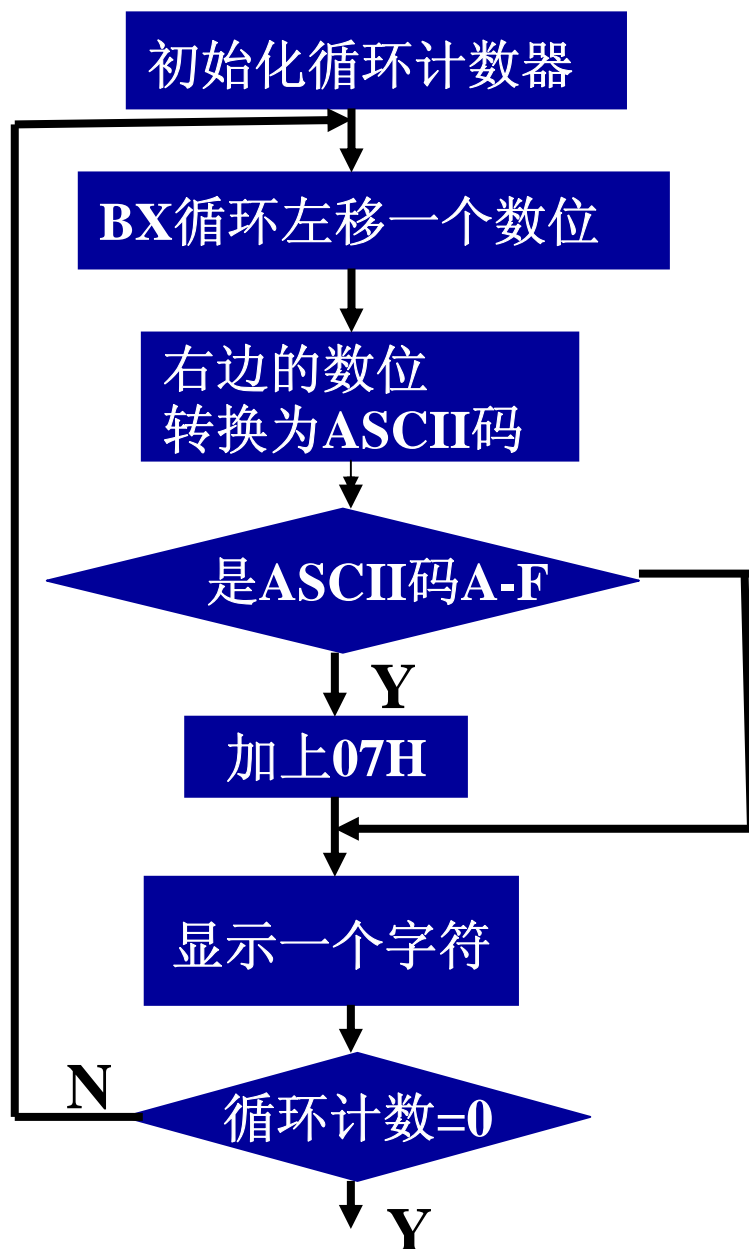 初始化循环计数器
BX循环左移一个数位
右边的数位
转换为ASCII码
是ASCII码A-F
Y
加上07H
显示一个字符
N
循环计数=0
Y